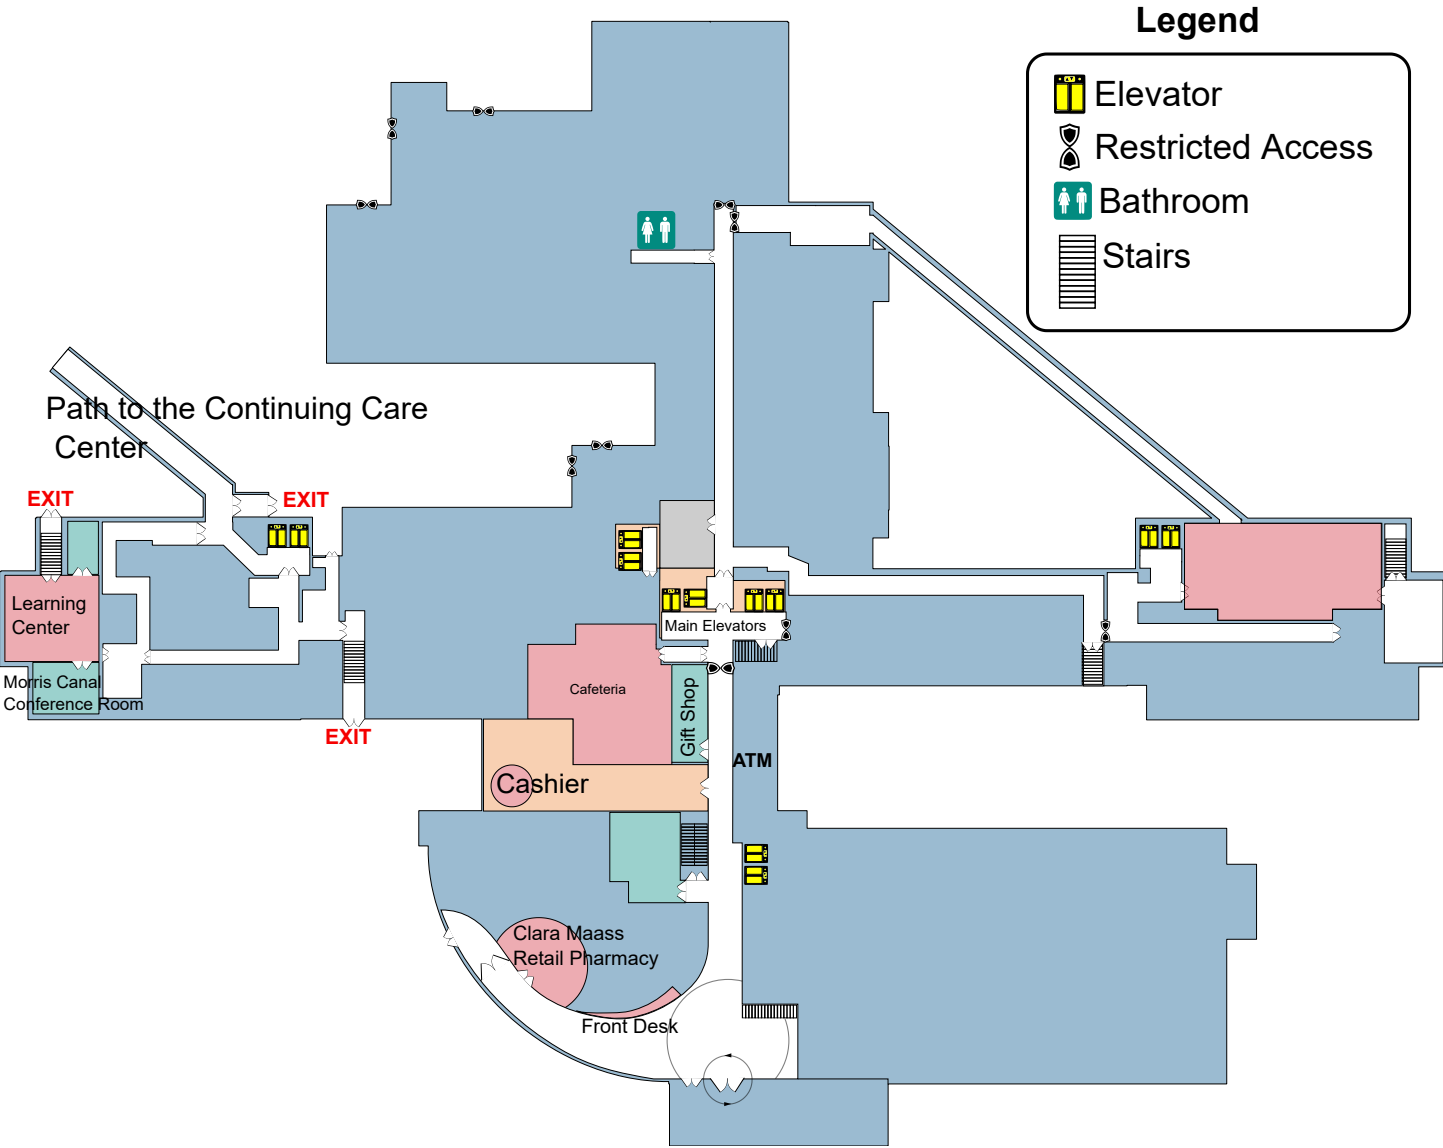 Legend
Elevator
Restricted Access
Bathroom
Stairs
Path to the Continuing Care
Center
EXIT
EXIT
Learning
Center
Main Elevators
Morris Canal
Conference Room
Cafeteria
Gift Shop
EXIT
ATM
Cashier
Clara Maass
Retail Pharmacy
Front Desk